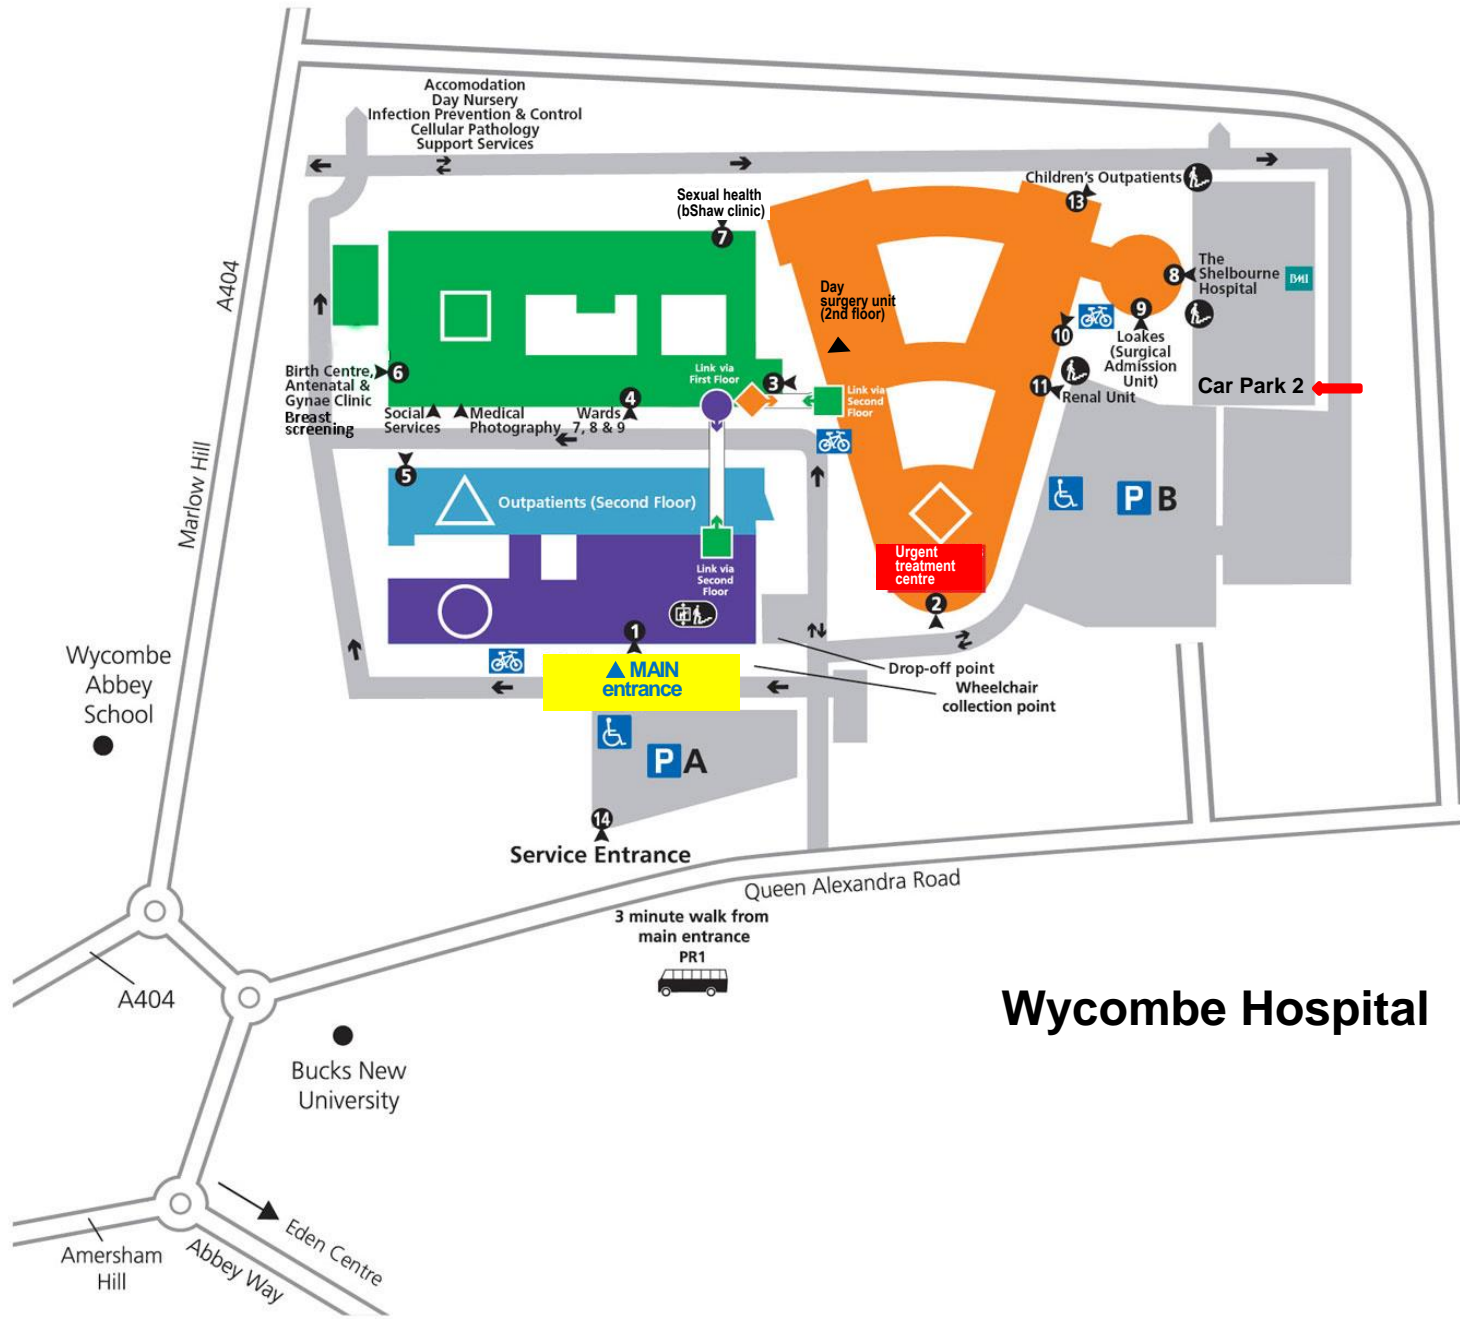 Accomodation
Day Nursery
Infection Prevention & Control
Cellular Pathology
Support Services
A404
Marlow Hill
Sexual health
(bShaw clinic)
7
Children's Outpatients
13
8
The
Shelbourne
Hospital
BMI
9
Loakes
(Surgical
Admission
Unit)
10
11
Renal Unit
Car Park 2
Day
surgery unit
(2nd floor)
Birth Centre,
Antenatal &
Gynae Clinic
Breast
screening
6
Link via
First Floor
3
4
Link via
Second
Floor
Social
Services
Medical
Photography
Wards
7, 8 & 9
5
Outpatients (Second Floor)
P B
Urgent
treatment
centre
2
Link via
Second
Floor
1
MAIN
entrance
Drop-off point
Wheelchair
collection point
Wycombe
Abbey
School
P A
14
Service Entrance
Queen Alexandra Road
3 minute walk from
main entrance
PR1
A404
Wycombe Hospital
Bucks New
University
Eden Centre
Abbey Way
Amersham
Hill